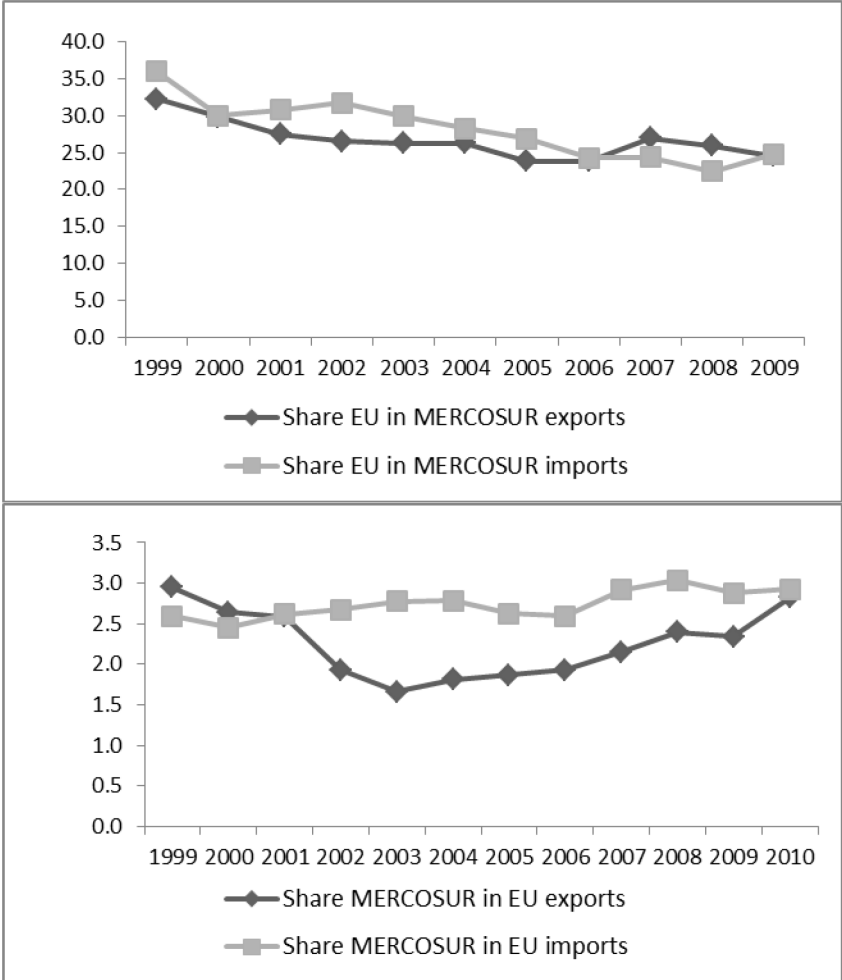 40.0
35.0
30.0
25.0
20.0
15.0
10.0
5.0
0.0
1999 2000 2001 2002 2003 2004 2005 2006 2007 2008 2009
Share EU in MERCOSUR exports
Share EU in MERCOSUR imports
3.5
3.0
2.5
2.0
1.5
1.0
0.5
0.0
1999 2000 2001 2002 2003 2004 2005 2006 2007 2008 2009 2010
Share MERCOSUR in EU exports
Share MERCOSUR in EU imports